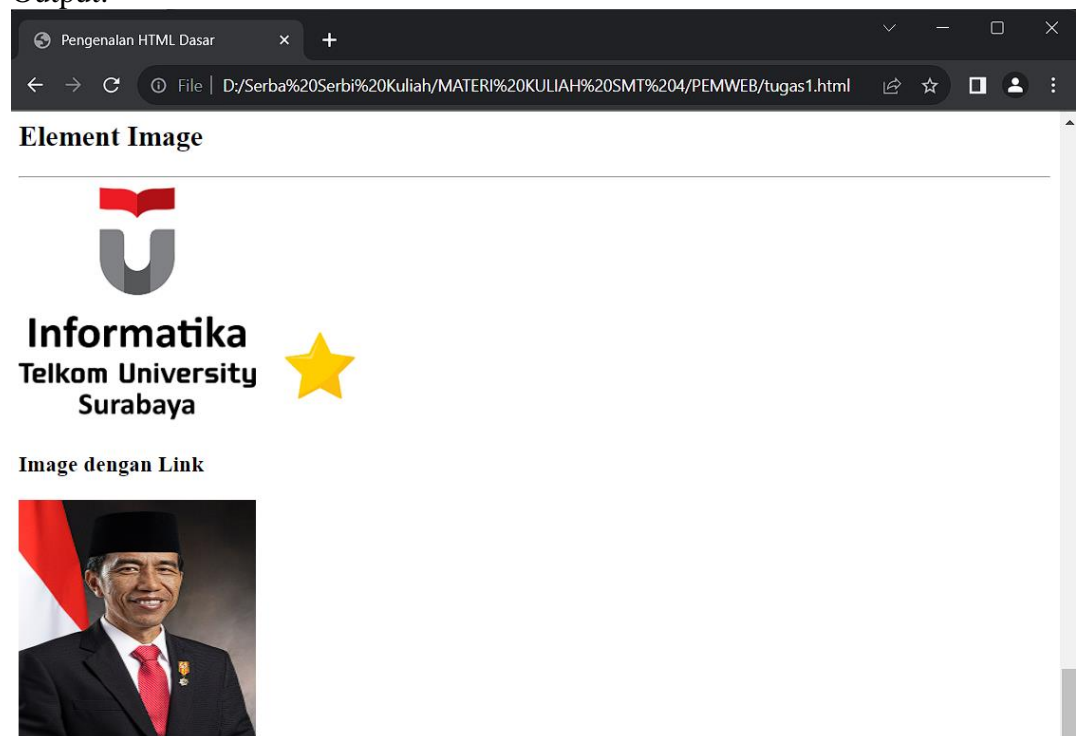 Output:
Pengenalan HTML Dasar
File | D:/Serba%20Serbi%20Kuliah/MATERI%20KULIAH%20SMT%204/PEMWEB/tugas1.html
Element Image
Informatika
Telkom University
Surabaya
Image dengan Link